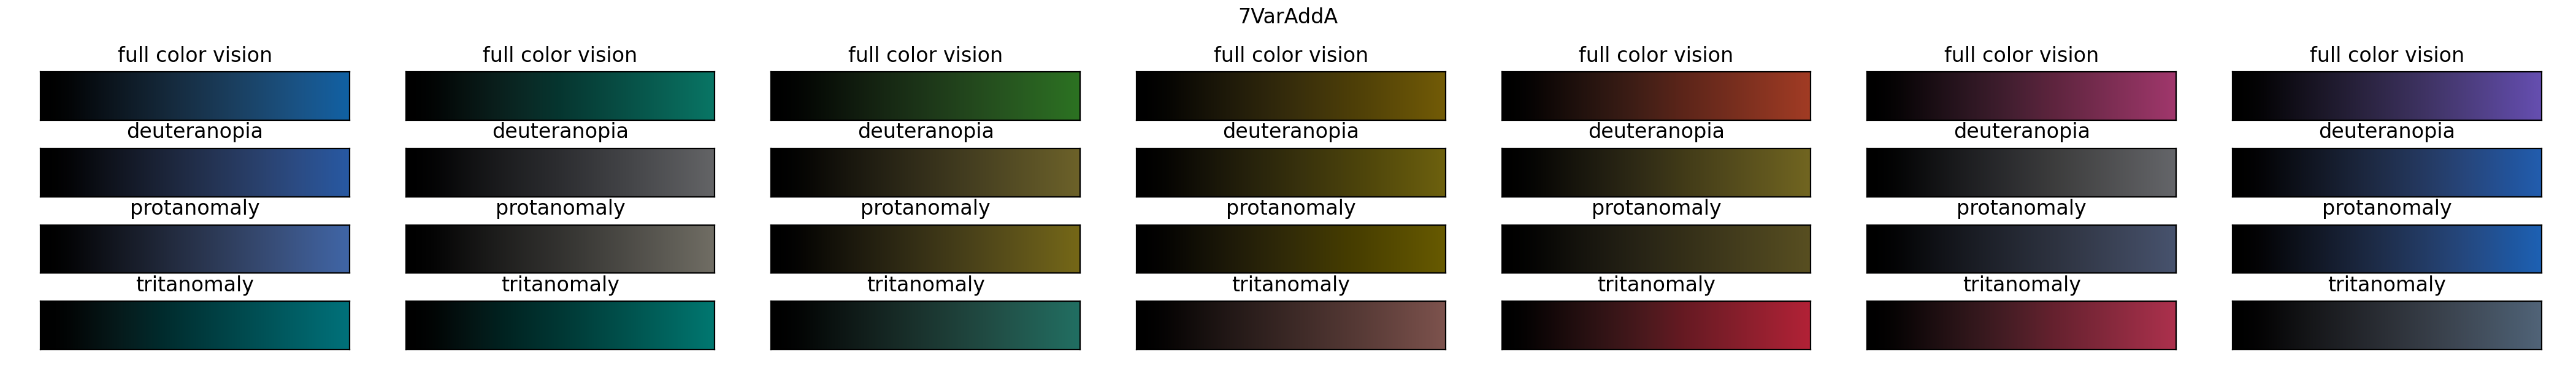 7VarAddA
full color vision full color vision full color vision full color vision full color vision full color vision full color vision
deuteranopia deuteranopia deuteranopia deuteranopia deuteranopia deuteranopia deuteranopia
protanomaly protanomaly protanomaly protanomaly protanomaly protanomaly protanomaly
tritanomaly tritanomaly tritanomaly tritanomaly tritanomaly tritanomaly tritanomaly